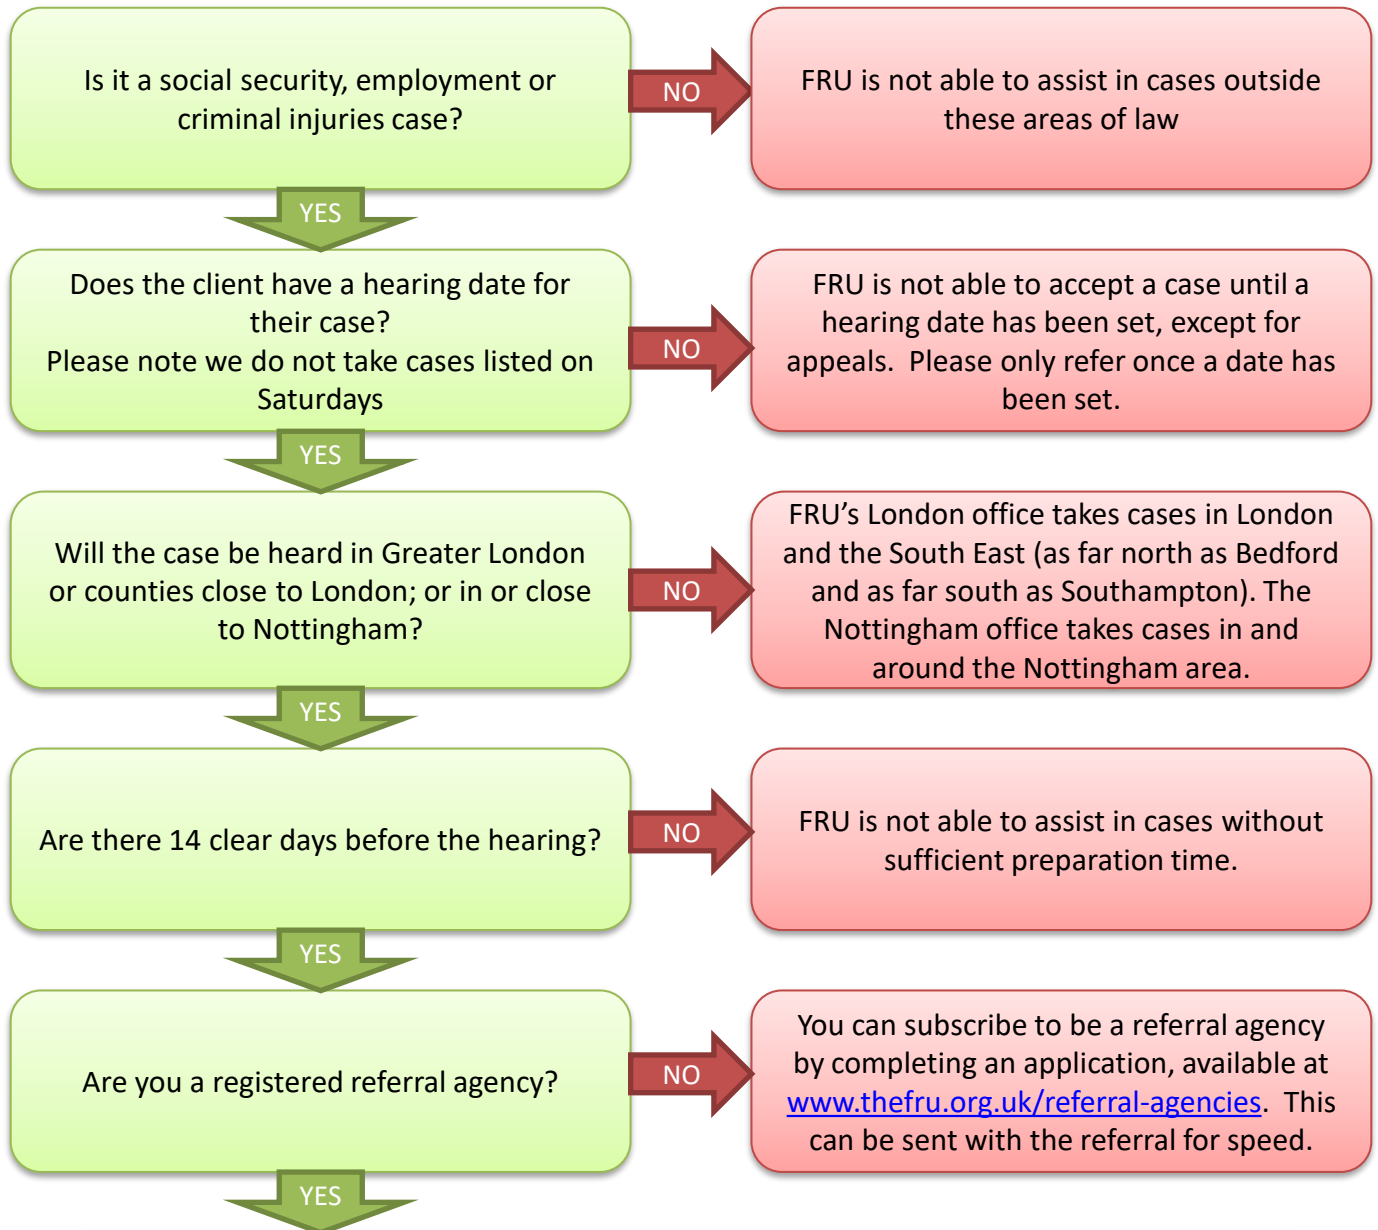 Is it a social security, employment or
criminal injuries case?
NO
FRU is not able to assist in cases outside
these areas of law
YES
Does the client have a hearing date for
their case?
Please note we do not take cases listed on
Saturdays
NO
FRU is not able to accept a case until a
hearing date has been set, except for
appeals.  Please only refer once a date has
been set.
YES
Will the case be heard in Greater London
or counties close to London; or in or close
to Nottingham?
NO
FRU’s London office takes cases in London
and the South East (as far north as Bedford
and as far south as Southampton). The
Nottingham office takes cases in and
around the Nottingham area.
YES
Are there 14 clear days before the hearing?
NO
FRU is not able to assist in cases without
sufficient preparation time.
YES
Are you a registered referral agency?
NO
You can subscribe to be a referral agency
by completing an application, available at
www.thefru.org.uk/referral-agencies.  This
can be sent with the referral for speed.
YES